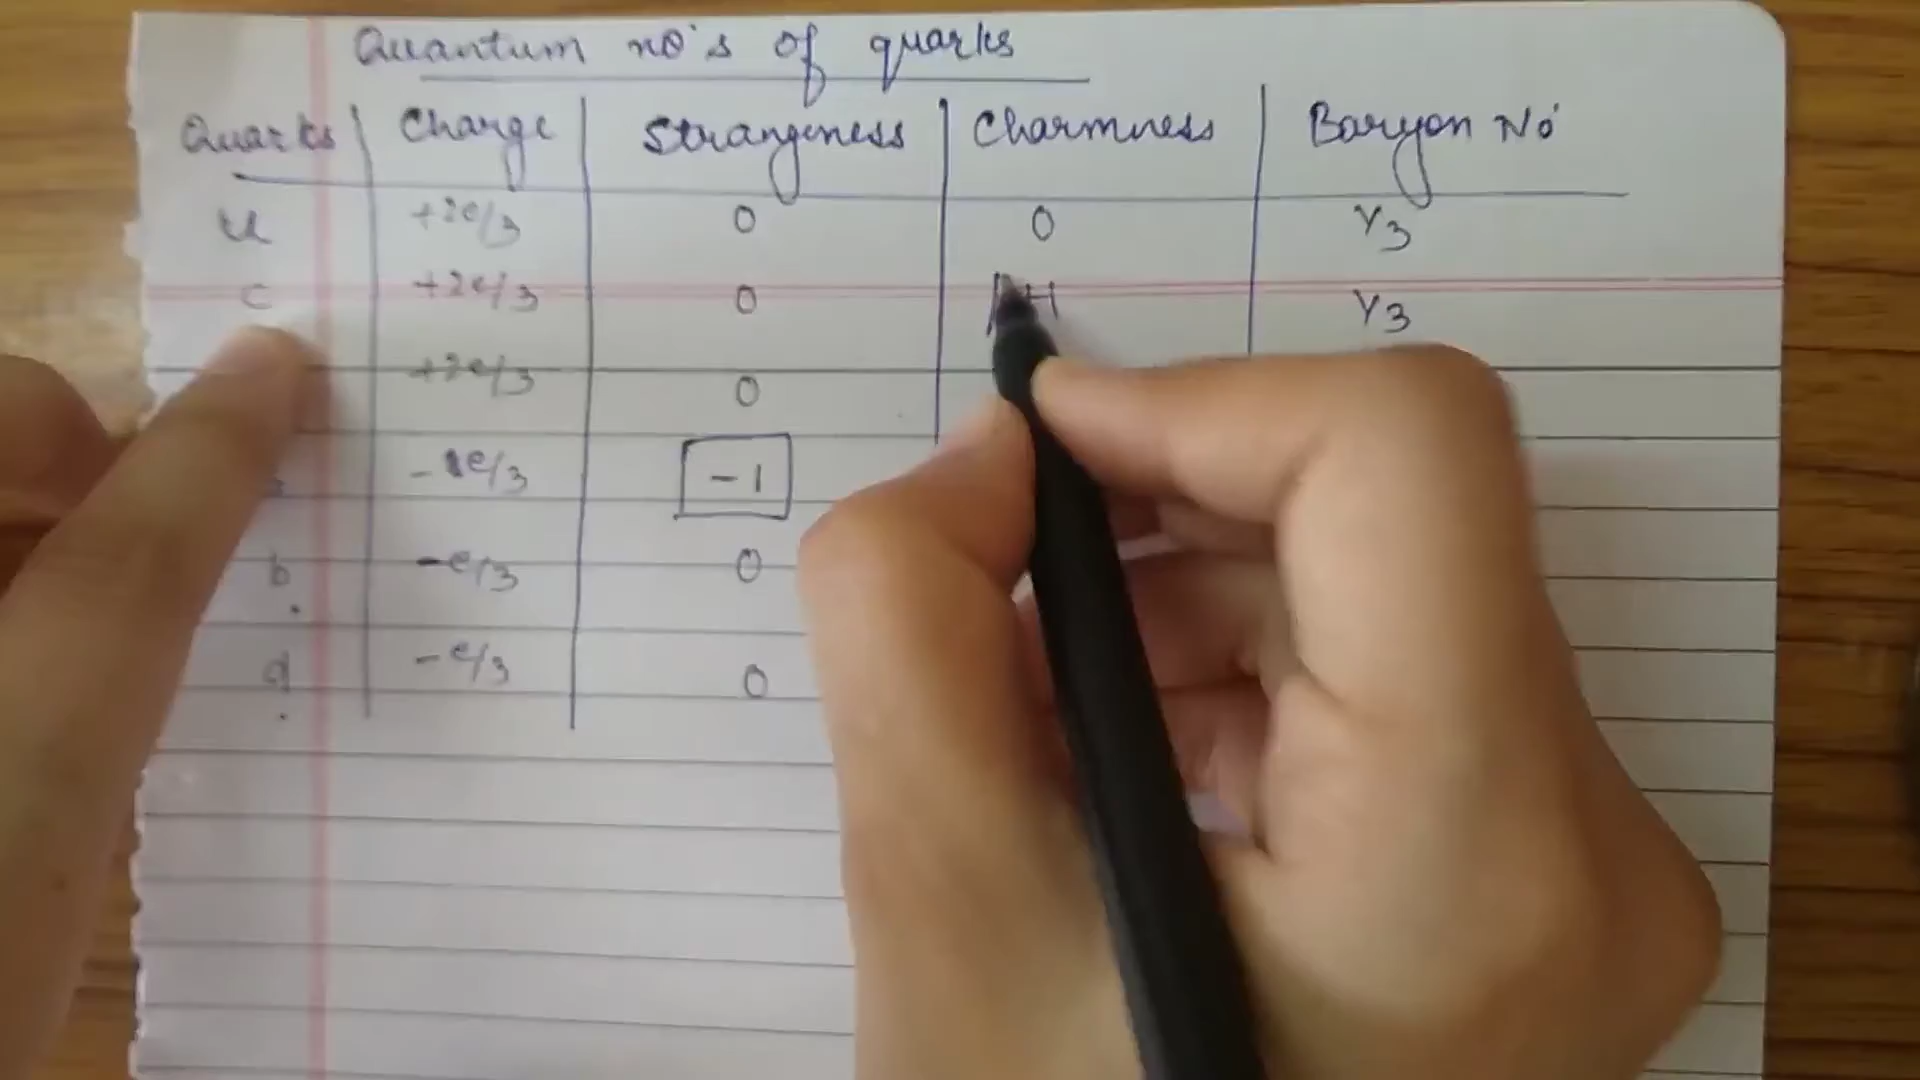 Quantum no's of quarks
Quarks Charge Strangeness Charmness Baryon No
u +2e/3 0 0 1/3
c +2e/3 0 +1 1/3
+2e/3 0
-1e/3 -1
b -e/3 0
d -e/3 0